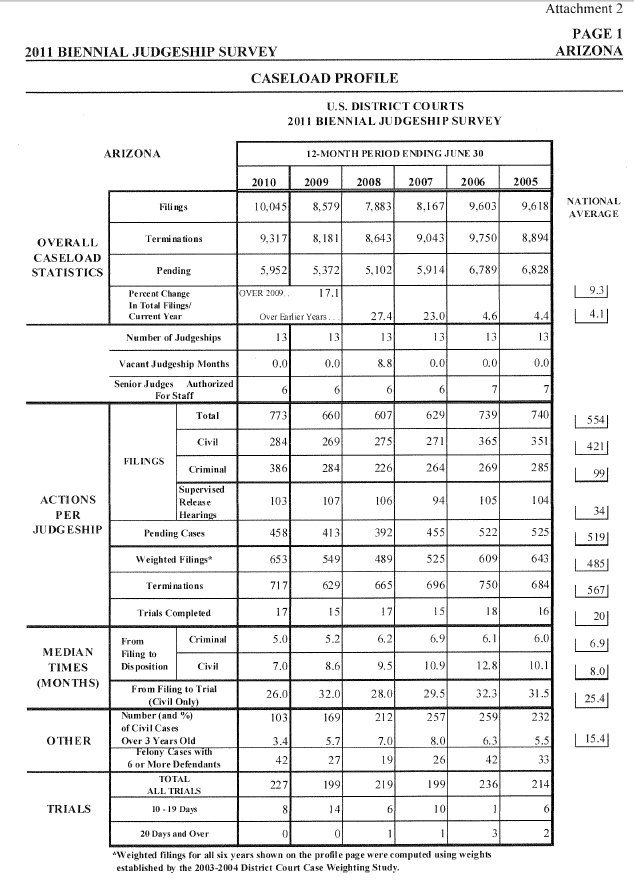 Attachment 2
PAGE 1
2011 BIENNIAL JUDGESHIP SURVEY ARIZONA
CASELOAD PROFILE
U.S. DISTRICT COURTS
2011 BIENNIAL JUDGESHIP SURVEY
ARIZONA 12-MONTH PERIOD ENDING JUNE 30
2010 2009 2008 2007 2006 2005
NATIONAL
AVERAGE
OVERALL
CASELOAD
STATISTICS
Filings 10,045 8,579 7,883 8,167 9,603 9,618
Terminations 9,317 8,181 8,643 9,043 9,750 8,894
Pending 5,952 5,372 5,102 5,914 6,789 6,828
Percent Change
In Total Filings/
Current Year
OVER 2009. . 17.1 9.3
Over Earlier Years . . . 27.4 23.0 4.6 4.4 4.1
Number of Judgeships 13 13 13 13 13 13
Vacant Judgeship Months 0.0 0.0 8.8 0.0 0.0 0.0
Senior Judges Authorized
For Staff 6 6 6 6 7 7
ACTIONS
PER
JUDGESHIP
FILINGS
Total 773 660 607 629 739 740 554
Civil 284 269 275 271 365 351 421
Criminal 386 284 226 264 269 285 99
Supervised
Release
Hearings
103 107 106 94 105 104 34
Pending Cases 458 413 392 455 522 525 519
Weighted Filings* 653 549 489 525 609 643 485
Terminations 717 629 665 696 750 684 567
Trials Completed 17 15 17 15 18 16 20
MEDIAN
TIMES
(MONTHS)
From
Filing to
Disposition
Criminal 5.0 5.2 6.2 6.9 6.1 6.0 6.9
Civil 7.0 8.6 9.5 10.9 12.8 10.1 8.0
From Filing to Trial
(Civil Only)
26.0 32.0 28.0 29.5 32.3 31.5 25.4
OTHER
Number (and %)
of Civil Cases
Over 3 Years Old
103 169 212 257 259 232
3.4 5.7 7.0 8.0 6.3 5.5 15.4
Felony Cases with
6 or More Defendants
42 27 19 26 42 33
TRIALS
TOTAL
ALL TRIALS
227 199 219 199 236 214
10 - 19 Days 8 14 6 10 1 6
20 Days and Over 0 0 1 1 3 2
*Weighted filings for all six years shown on the profile page were computed using weights
established by the 2003-2004 District Court Case Weighting Study.